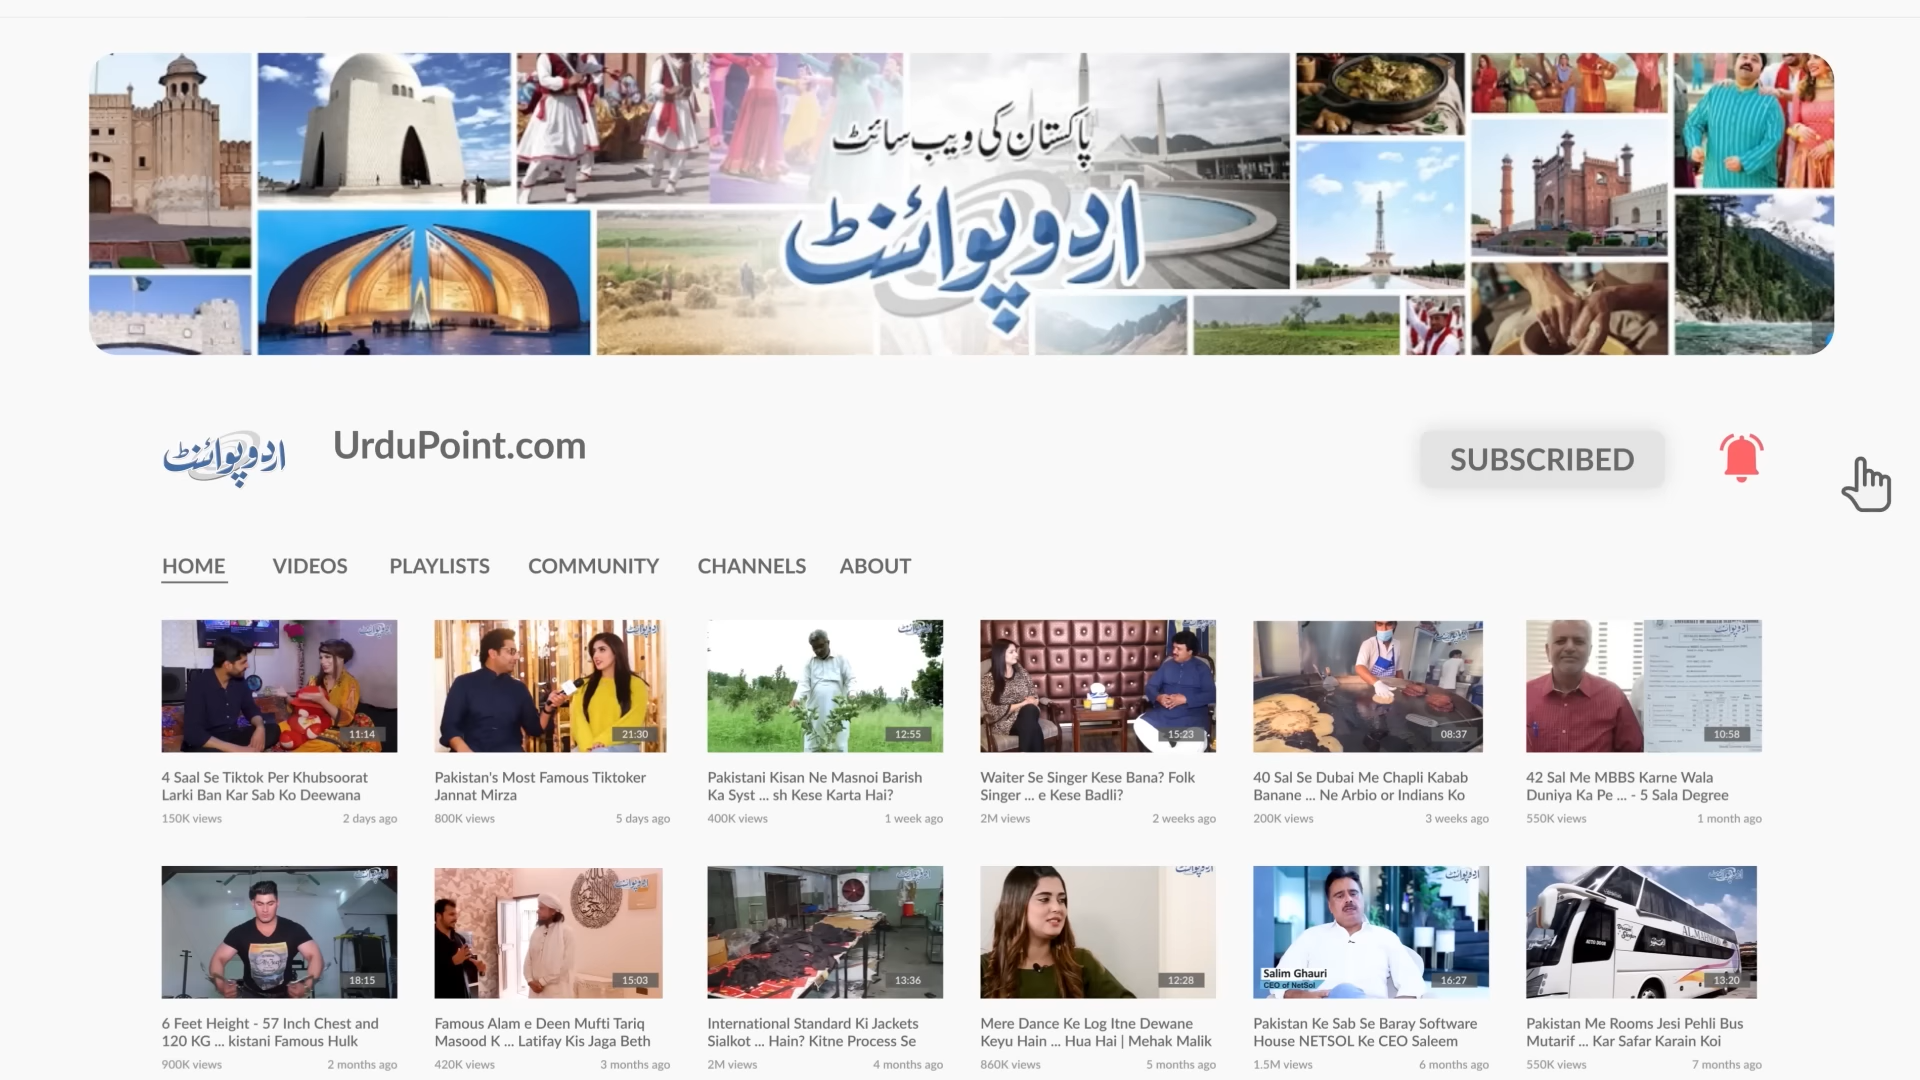 پاکستان کی ویب سائٹ
اردو پوائنٹ
اردو پوائنٹ
UrduPoint.com
SUBSCRIBED
HOME VIDEOS PLAYLISTS COMMUNITY CHANNELS ABOUT
11:14
21:30
12:55
15:23
08:37
10:58
4 Saal Se Tiktok Per Khubsoorat
Larki Ban Kar Sab Ko Deewana
150K views 2 days ago
Pakistan's Most Famous Tiktoker
Jannat Mirza
800K views 5 days ago
Pakistani Kisan Ne Masnoi Barish
Ka Syst ... sh Kese Karta Hai?
400K views 1 week ago
Waiter Se Singer Kese Bana? Folk
Singer ... e Kese Badli?
2M views 2 weeks ago
40 Sal Se Dubai Me Chapli Kabab
Banane ... Ne Arbio or Indians Ko
200K views 3 weeks ago
42 Sal Me MBBS Karne Wala
Duniya Ka Pe ... - 5 Sala Degree
550K views 1 month ago
18:15
15:03
13:36
12:28
Salim Ghauri
CEO of NetSol
16:27
13:20
6 Feet Height - 57 Inch Chest and
120 KG ... kistani Famous Hulk
900K views 2 months ago
Famous Alam e Deen Mufti Tariq
Masood K ... Latifay Kis Jaga Beth
420K views 3 months ago
International Standard Ki Jackets
Sialkot ... Hain? Kitne Process Se
2M views 4 months ago
Mere Dance Ke Log Itne Dewane
Keyu Hain ... Hua Hai | Mehak Malik
860K views 5 months ago
Pakistan Ke Sab Se Baray Software
House NETSOL Ke CEO Saleem
1.5M views 6 months ago
Pakistan Me Rooms Jesi Pehli Bus
Mutarif ... Kar Safar Karain Koi
550K views 7 months ago